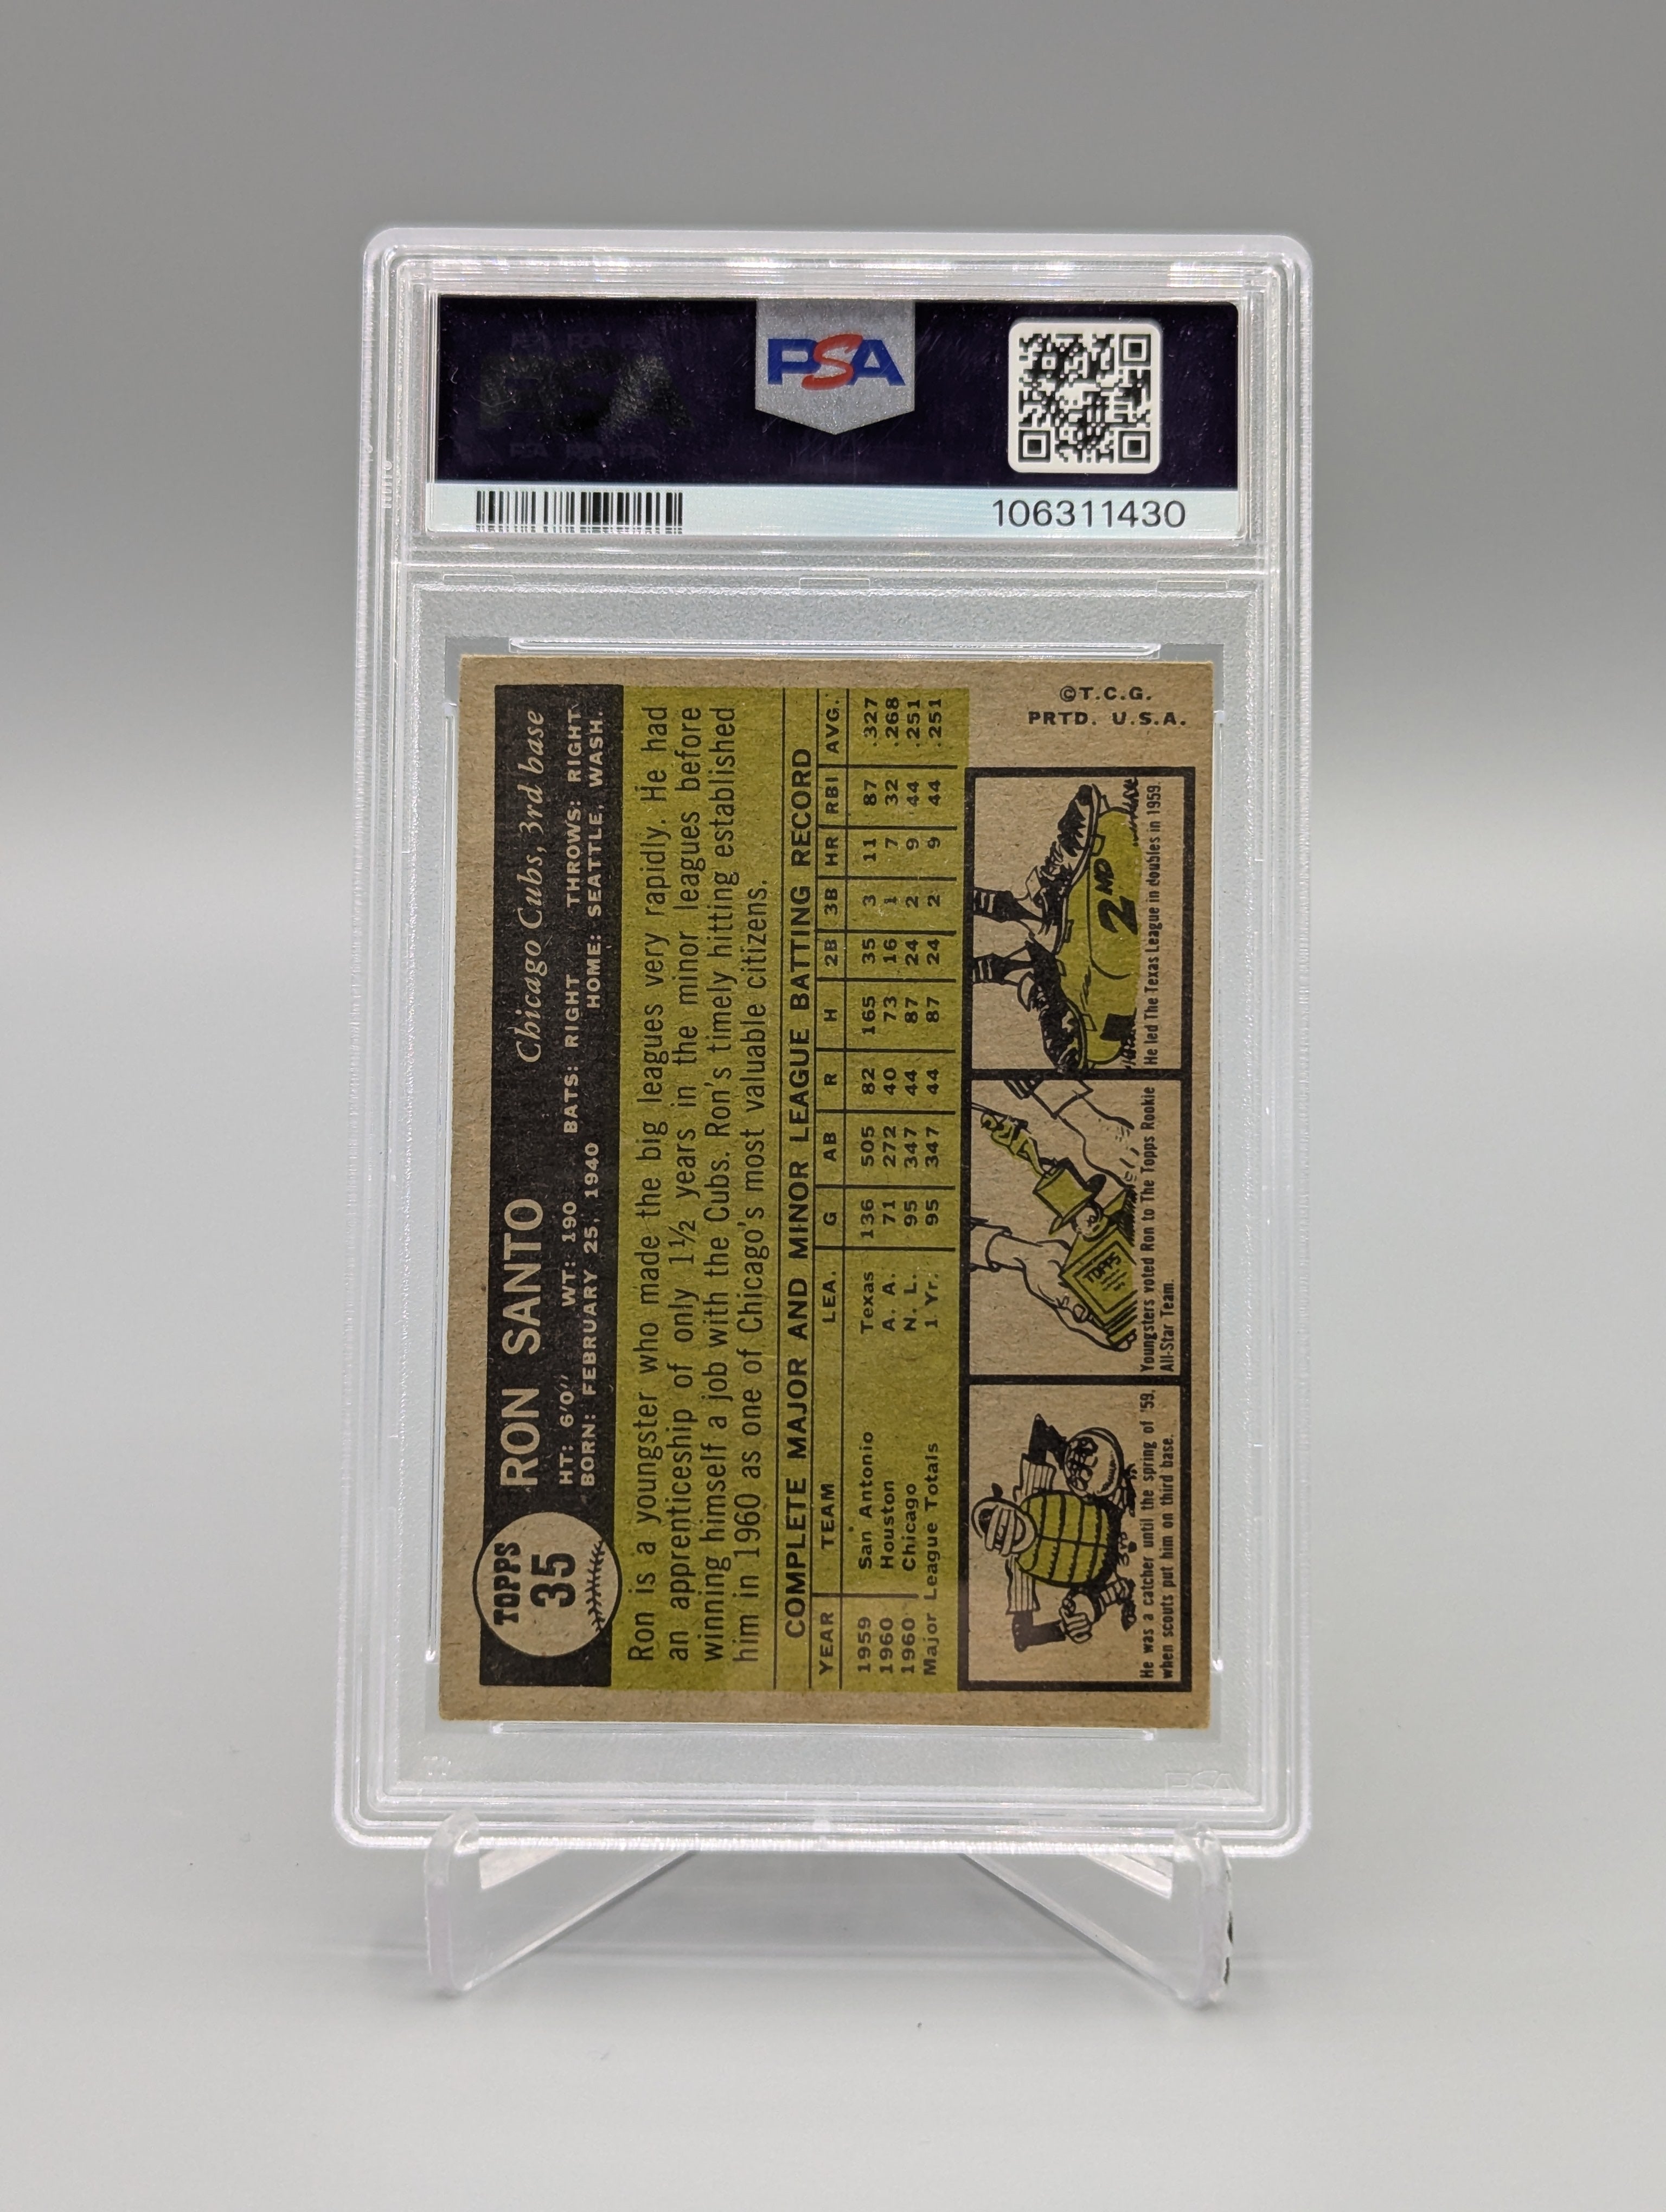 PSA
106311430
TOPPS
35
RON SANTO
Chicago Cubs, 3rd base
HT: 6'0" WT: 190 BATS: RIGHT THROWS: RIGHT
BORN: FEBRUARY 25, 1940 HOME: SEATTLE, WASH.
Ron is a youngster who made the big leagues very rapidly. He had
an apprenticeship of only 1½ years in the minor leagues before
winning himself a job with the Cubs. Ron's timely hitting established
him in 1960 as one of Chicago's most valuable citizens.
COMPLETE MAJOR AND MINOR LEAGUE BATTING RECORD
YEAR TEAM LEA. G AB R H 2B 3B HR RBI AVG.
1959 San Antonio Texas 136 505 82 165 35 3 11 87 .327
1960 Houston A. A. 71 272 40 73 16 1 7 32 .268
1960 Chicago N. L. 95 347 44 87 24 2 9 44 .251
Major League Totals 1 Yr. 95 347 44 87 24 2 9 44 .251
He was a catcher until the spring of '59,
when scouts put him on third base.
3RD
TOPPS
Youngsters voted Ron to The Topps Rookie
All-Star Team.
2ND
He led The Texas League in doubles in 1959.
©T.C.G.
PRTD. U.S.A.
PSA